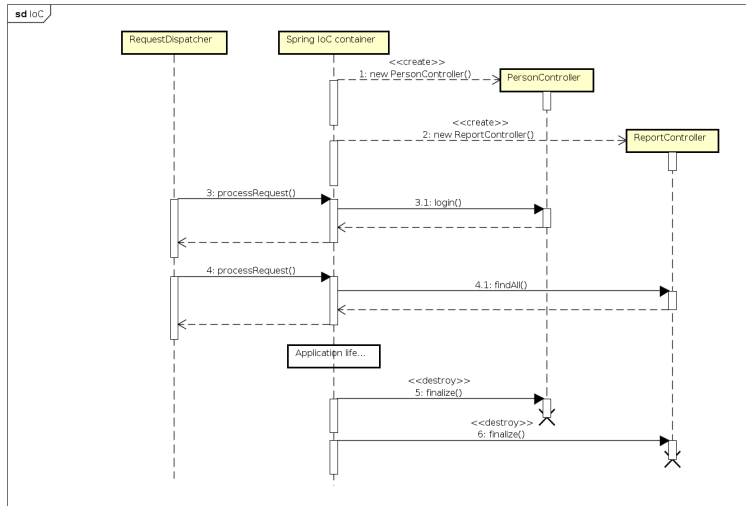 sd IoC
RequestDispatcher
Spring IoC container
<<create>>
1: new PersonController()
PersonController
<<create>>
2: new ReportController()
ReportController
3: processRequest()
3.1: login()
4: processRequest()
4.1: findAll()
Application life...
<<destroy>>
5: finalize()
<<destroy>>
6: finalize()